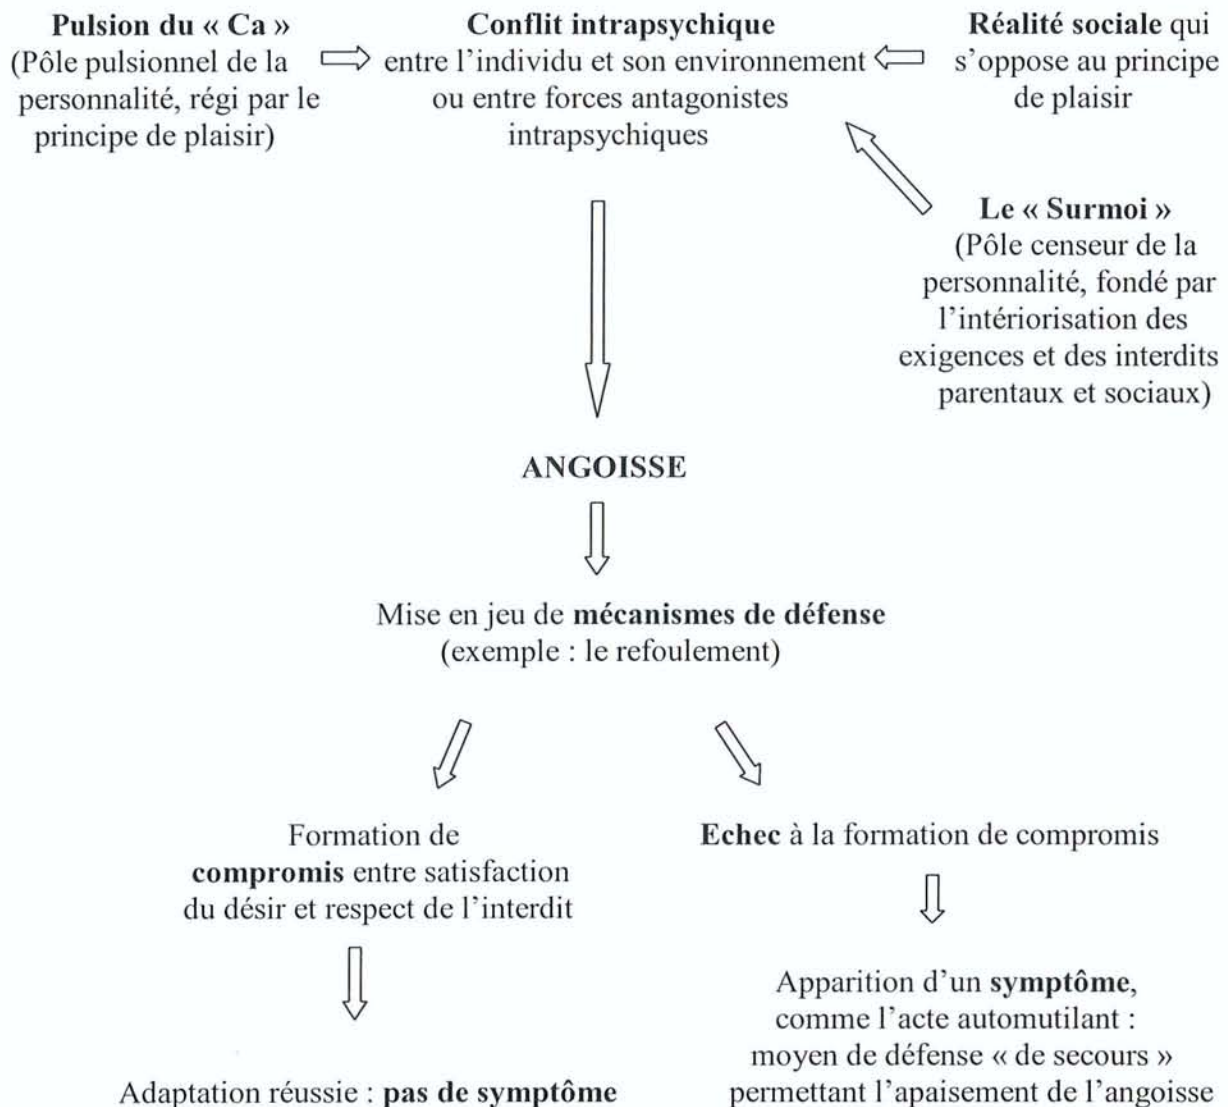 Pulsion du « Ca »
(Pôle pulsionnel de la
personnalité, régi par le
principe de plaisir)
Conflit intrapsychique
entre l'individu et son environnement
ou entre forces antagonistes
intrapsychiques
Réalité sociale qui
s'oppose au principe
de plaisir
Le « Surmoi »
(Pôle censeur de la
personnalité, fondé par
l'intériorisation des
exigences et des interdits
parentaux et sociaux)
ANGOISSE
Mise en jeu de mécanismes de défense
(exemple : le refoulement)
Formation de
compromis entre satisfaction
du désir et respect de l'interdit
Echec à la formation de compromis
Adaptation réussie : pas de symptôme
Apparition d'un symptôme,
comme l'acte automutilant :
moyen de défense « de secours »
permettant l'apaisement de l'angoisse